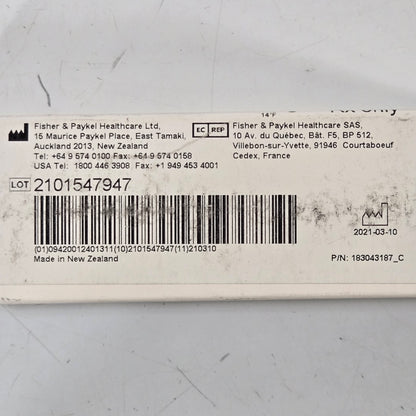 14°F
Rx Only
Fisher & Paykel Healthcare Ltd,
15 Maurice Paykel Place, East Tamaki,
Auckland 2013, New Zealand
Tel: +64 9 574 0100 Fax: +64 9 574 0158
USA Tel: 1800 446 3908 Fax: +1 949 453 4001
EC REP
Fisher & Paykel Healthcare SAS,
10 Av. du Québec, Bât. F5, BP 512,
Villebon-sur-Yvette, 91946 Courtaboeuf
Cedex, France
LOT 2101547947
2021-03-10
(01)09420012401311(10)2101547947(11)210310
Made in New Zealand
P/N: 183043187_C